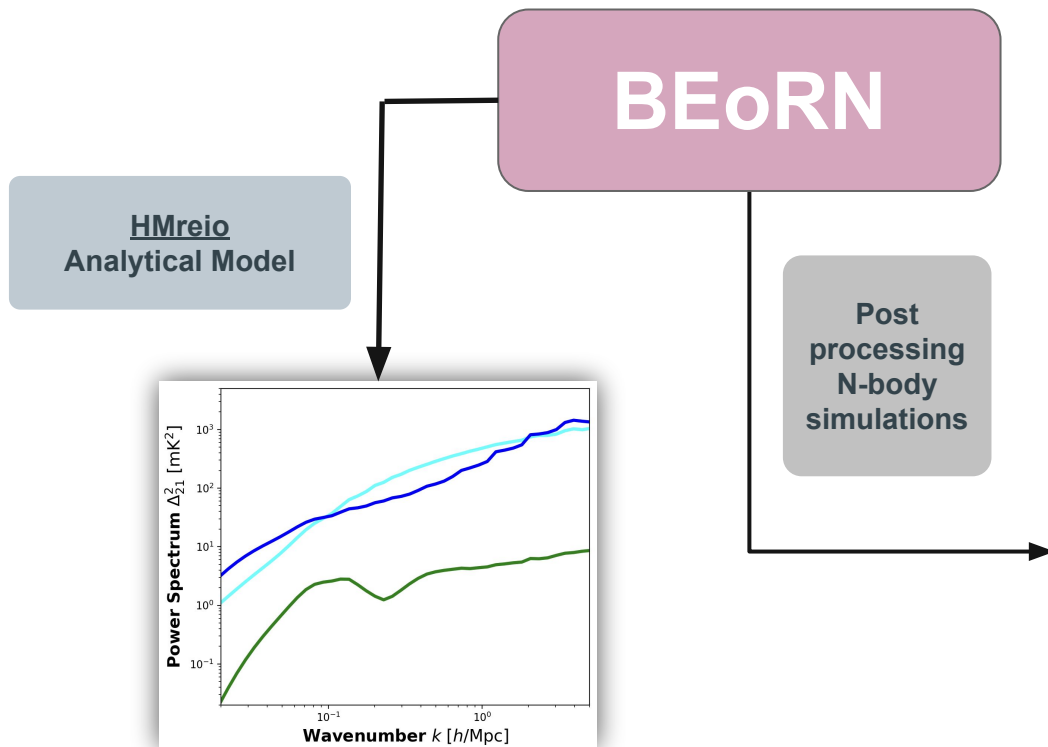 BEoRN
HMreio
Analytical Model
Post
processing
N-body
simulations
Power Spectrum Δ²₂₁ [mK²]
10³
10²
10¹
10⁰
10⁻¹
10⁻¹
10⁰
Wavenumber k [h/Mpc]